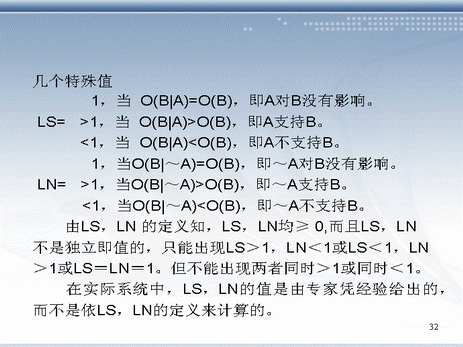 几个特殊值
1，当 O(B|A)=O(B)，即A对B没有影响。
LS= >1，当 O(B|A)>O(B)，即A支持B。
<1，当 O(B|A)<O(B)，即A不支持B。
1，当O(B|～A)=O(B)，即～A对B没有影响。
LN= >1，当O(B|～A)>O(B)，即～A支持B。
<1，当O(B|～A)<O(B)，即～A不支持B。
由LS，LN 的定义知，LS，LN均≥ 0,而且LS，LN
不是独立即值的，只能出现LS＞1，LN＜1或LS＜1，LN
＞1或LS＝LN＝1。但不能出现两者同时＞1或同时＜1。
在实际系统中，LS，LN的值是由专家凭经验给出的，
而不是依LS，LN的定义来计算的。
32